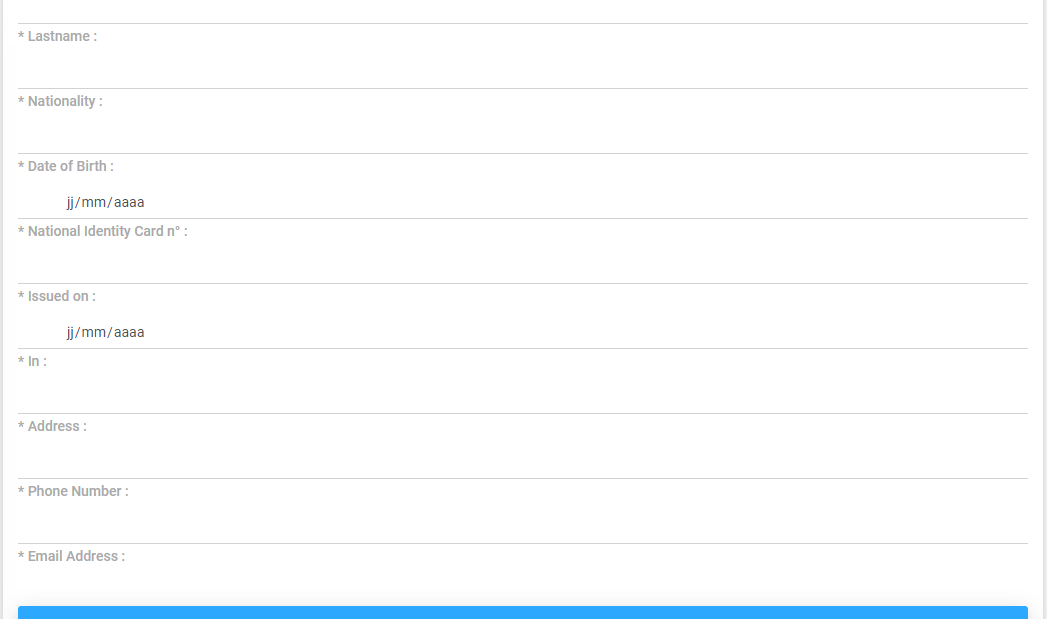 * Lastname :
* Nationality :
* Date of Birth :
jj/mm/aaaa
* National Identity Card n° :
* Issued on :
jj/mm/aaaa
* In :
* Address :
* Phone Number :
* Email Address :